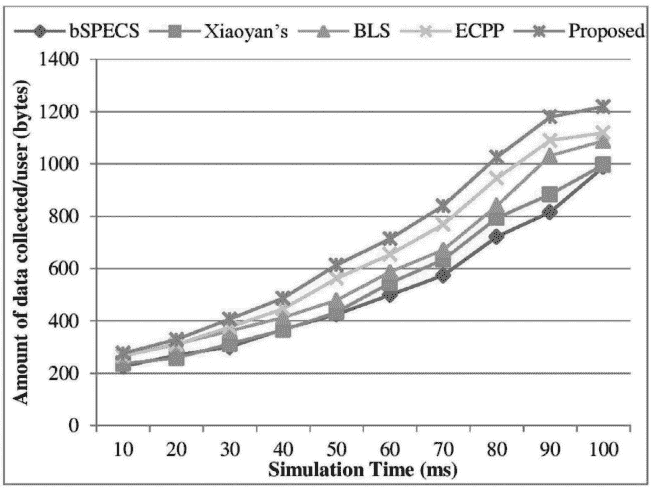 bSPECS Xiaoyan's BLS ECPP Proposed
Amount of data collected/user (bytes)
1400
1200
1000
800
600
400
200
0
10 20 30 40 50 60 70 80 90 100
Simulation Time (ms)